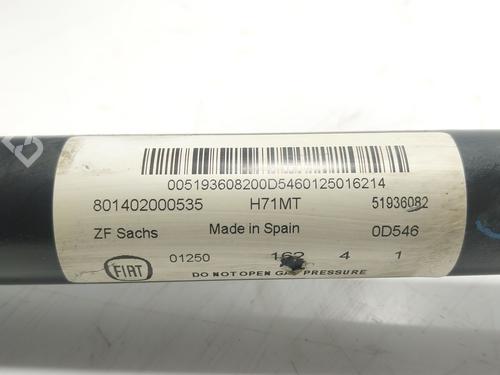 005193608200D5460125016214
801402000535 H71MT 51936082
ZF Sachs Made in Spain 0D546
FIAT 01250 162 4 1
DO NOT OPEN GAS PRESSURE